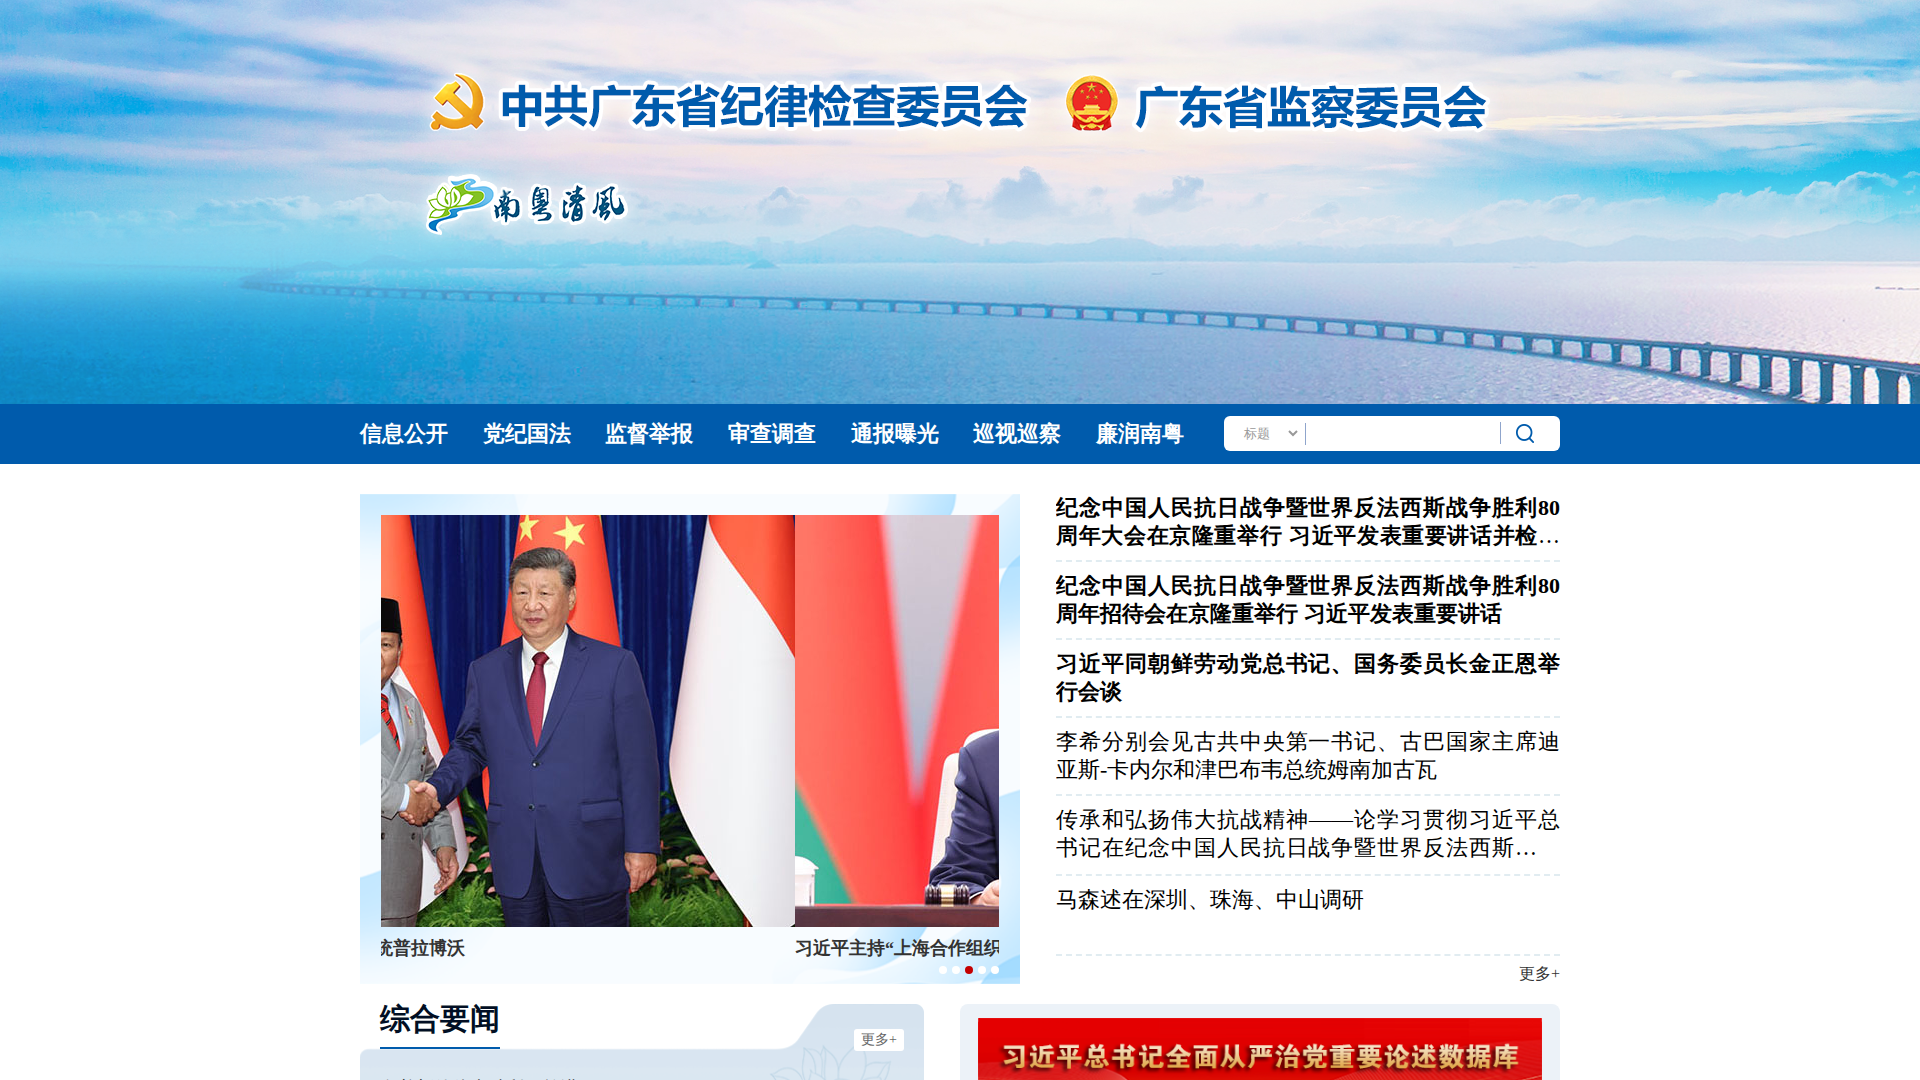 中共广东省纪律检查委员会 广东省监察委员会
南粤清风
信息公开 党纪国法 监督举报 审查调查 通报曝光 巡视巡察 廉润南粤 标题
纪念中国人民抗日战争暨世界反法西斯战争胜利80
周年大会在京隆重举行 习近平发表重要讲话并检…
纪念中国人民抗日战争暨世界反法西斯战争胜利80
周年招待会在京隆重举行 习近平发表重要讲话
习近平同朝鲜劳动党总书记、国务委员长金正恩举
行会谈
李希分别会见古共中央第一书记、古巴国家主席迪
亚斯-卡内尔和津巴布韦总统姆南加古瓦
传承和弘扬伟大抗战精神——论学习贯彻习近平总
书记在纪念中国人民抗日战争暨世界反法西斯…
马森述在深圳、珠海、中山调研
更多+
统普拉博沃
习近平主持“上海合作组织
综合要闻
更多+
习近平总书记全面从严治党重要论述数据库